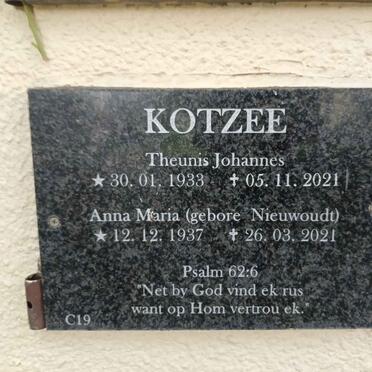 KOTZEE
Theunis Johannes
★ 30. 01. 1933 ✝ 05. 11. 2021
Anna Maria (gebore Nieuwoudt)
★ 12. 12. 1937 ✝ 26. 03. 2021
Psalm 62:6
"Net by God vind ek rus
want op Hom vertrou ek."
C19